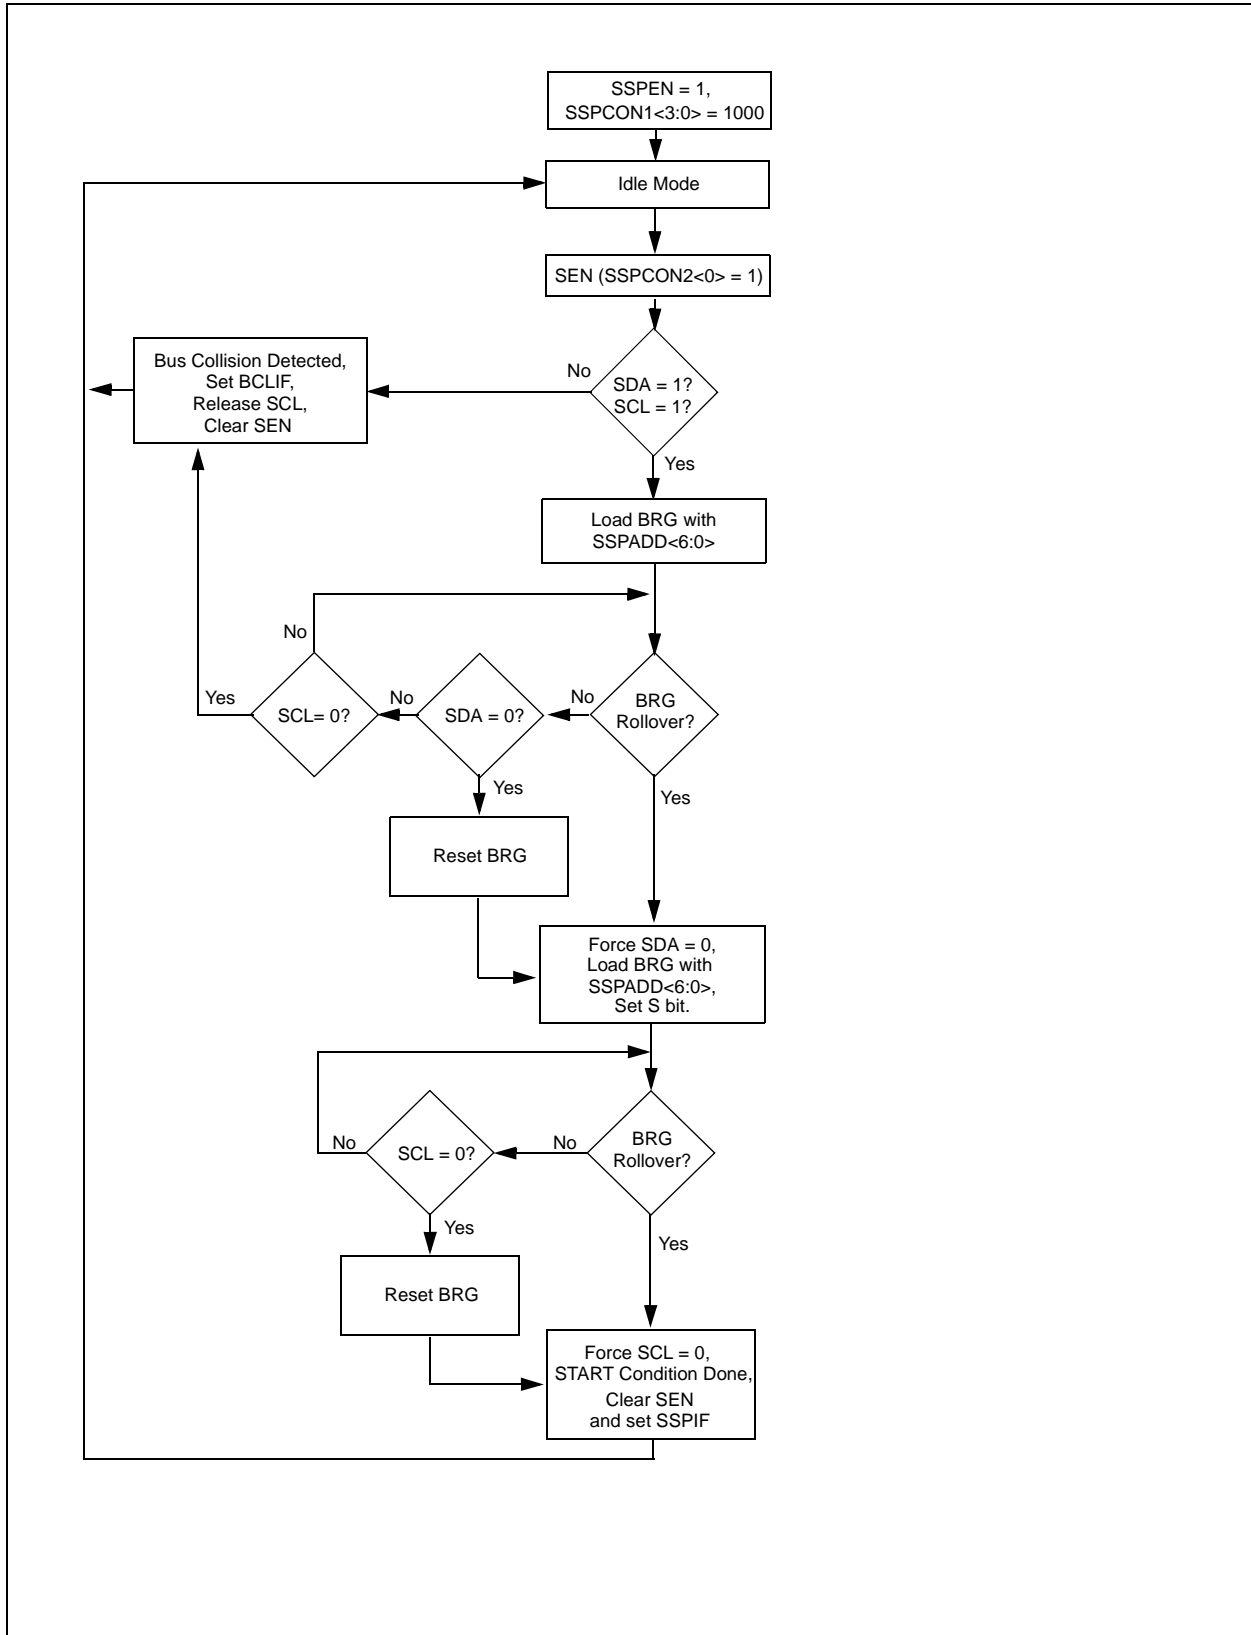 SSPEN = 1,
SSPCON1<3:0> = 1000
Idle Mode
SEN (SSPCON2<0> = 1)
Bus Collision Detected,
Set BCLIF,
Release SCL,
Clear SEN
No
SDA = 1?
SCL = 1?
Yes
Load BRG with
SSPADD<6:0>
No
Yes
SCL= 0?
No
SDA = 0?
No
BRG
Rollover?
Yes
Yes
Reset BRG
Force SDA = 0,
Load BRG with
SSPADD<6:0>,
Set S bit.
No
SCL = 0?
No
BRG
Rollover?
Yes
Yes
Reset BRG
Force SCL = 0,
START Condition Done,
Clear SEN
and set SSPIF